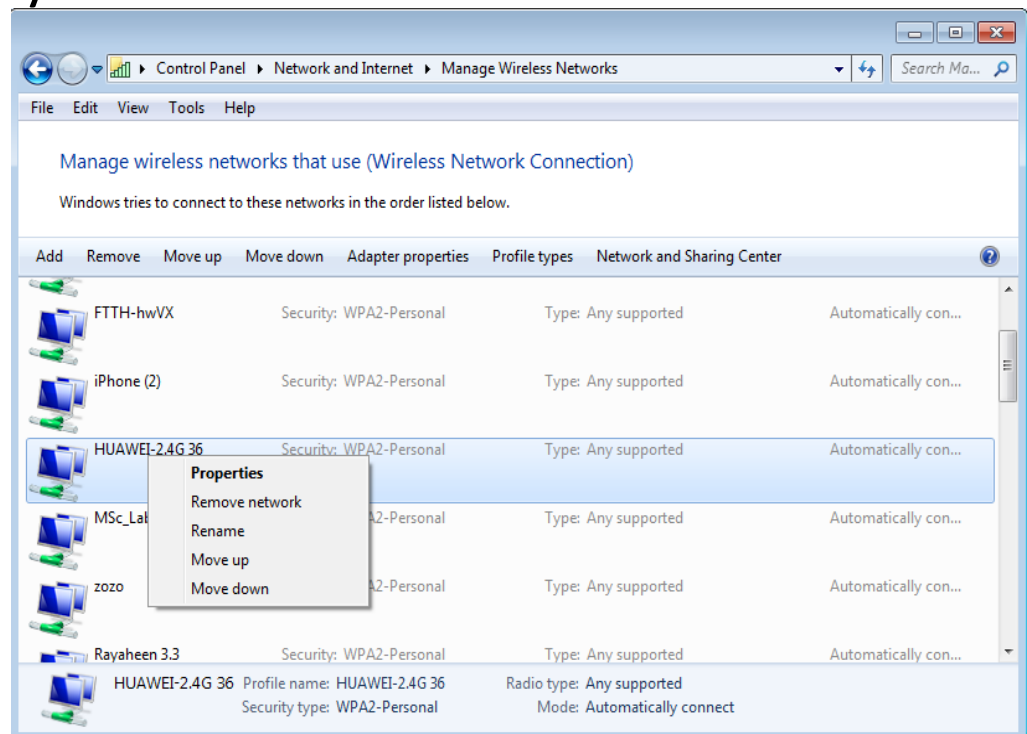 Control Panel Network and Internet Manage Wireless Networks Search Ma...
File Edit View Tools Help
Manage wireless networks that use (Wireless Network Connection)
Windows tries to connect to these networks in the order listed below.
Add Remove Move up Move down Adapter properties Profile types Network and Sharing Center
FTTH-hwVX Security: WPA2-Personal Type: Any supported Automatically con...
iPhone (2) Security: WPA2-Personal Type: Any supported Automatically con...
HUAWEI-2.4G 36 Security: WPA2-Personal Type: Any supported Automatically con...
Properties
Remove network
MSc_Lab A2-Personal Type: Any supported Automatically con...
Rename
Move up
Move down
zozo A2-Personal Type: Any supported Automatically con...
Rayaheen 3.3 Security: WPA2-Personal Type: Any supported Automatically con...
HUAWEI-2.4G 36 Profile name: HUAWEI-2.4G 36 Radio type: Any supported
Security type: WPA2-Personal Mode: Automatically connect